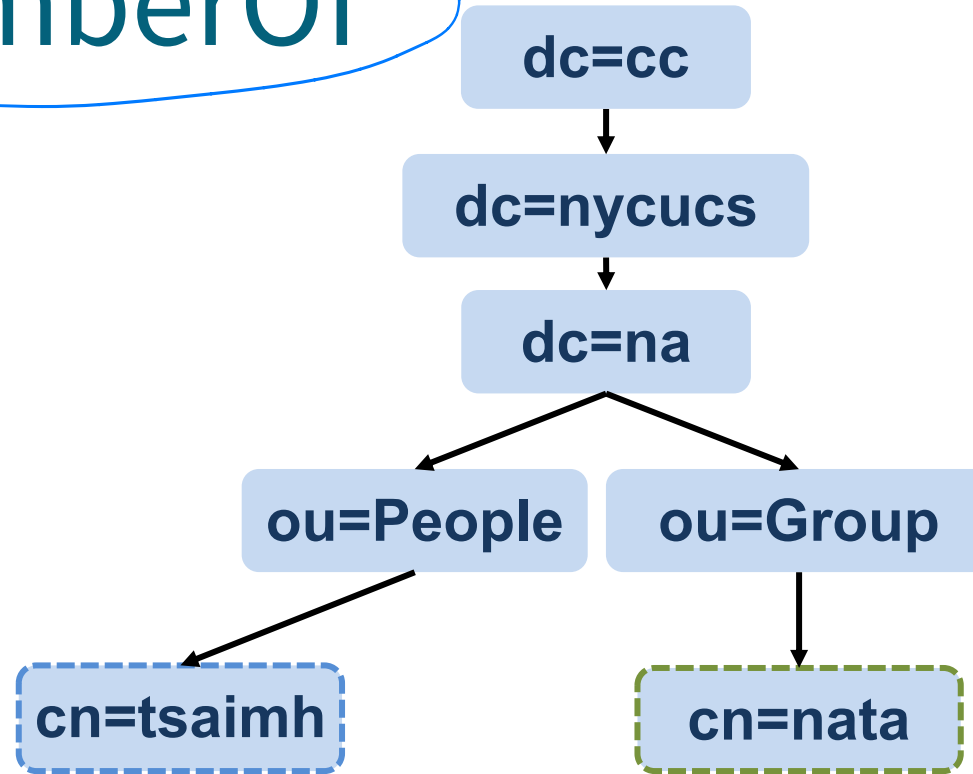 mberOf
dc=cc
dc=nycucs
dc=na
ou=People
ou=Group
cn=tsaimh
cn=nata